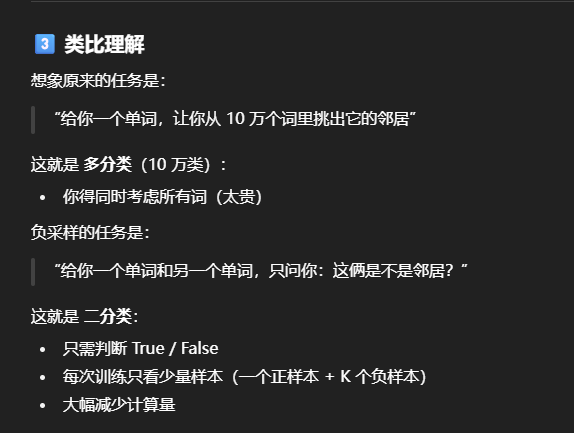 3 类比理解
想象原来的任务是：
“给你一个单词，让你从 10 万个词里挑出它的邻居”
这就是 多分类（10 万类）：
• 你得同时考虑所有词（太贵）
负采样的任务是：
“给你一个单词和另一个单词，只问你：这俩是不是邻居？”
这就是 二分类：
• 只需判断 True / False
• 每次训练只看少量样本（一个正样本 + K 个负样本）
• 大幅减少计算量